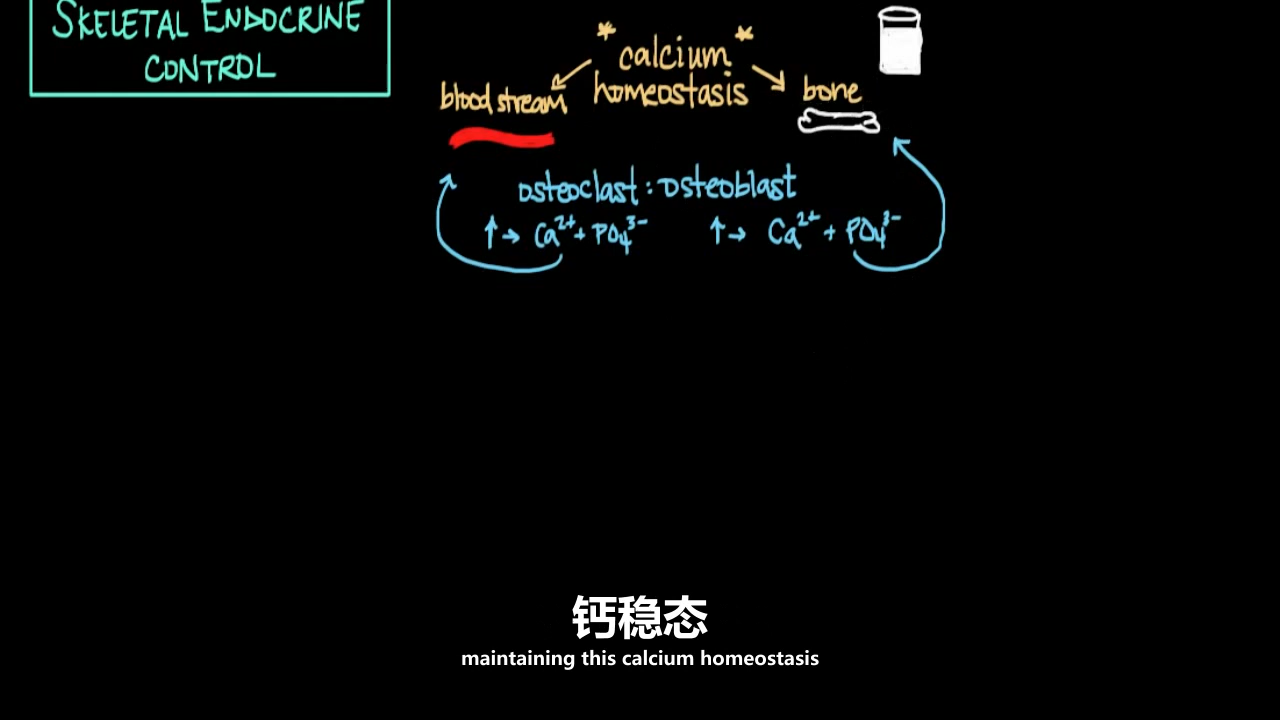 SKELETAL ENDOCRINE
CONTROL
* calcium *
homeostasis
blood stream
bone
osteoclast : osteoblast
↑→ Ca²⁺ + PO₄³⁻
↑→ Ca²⁺ + PO₄³⁻
钙稳态
maintaining this calcium homeostasis